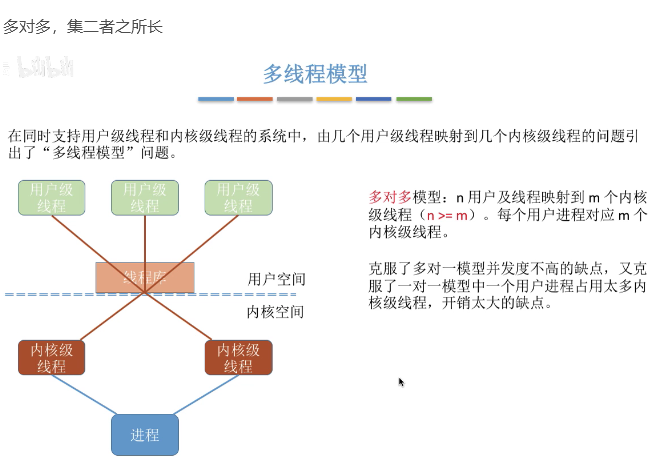 多对多，集二者之所长
bilibili
多线程模型
在同时支持用户级线程和内核级线程的系统中，由几个用户级线程映射到几个内核级线程的问题引
出了“多线程模型”问题。
用户级
线程
用户级
线程
用户级
线程
线程库
用户空间
内核空间
内核级
线程
内核级
线程
进程
多对多模型：n 用户及线程映射到 m 个内核
级线程（n >= m）。每个用户进程对应 m 个
内核级线程。
克服了多对一模型并发度不高的缺点，又克
服了一对一模型中一个用户进程占用太多内
核级线程，开销太大的缺点。